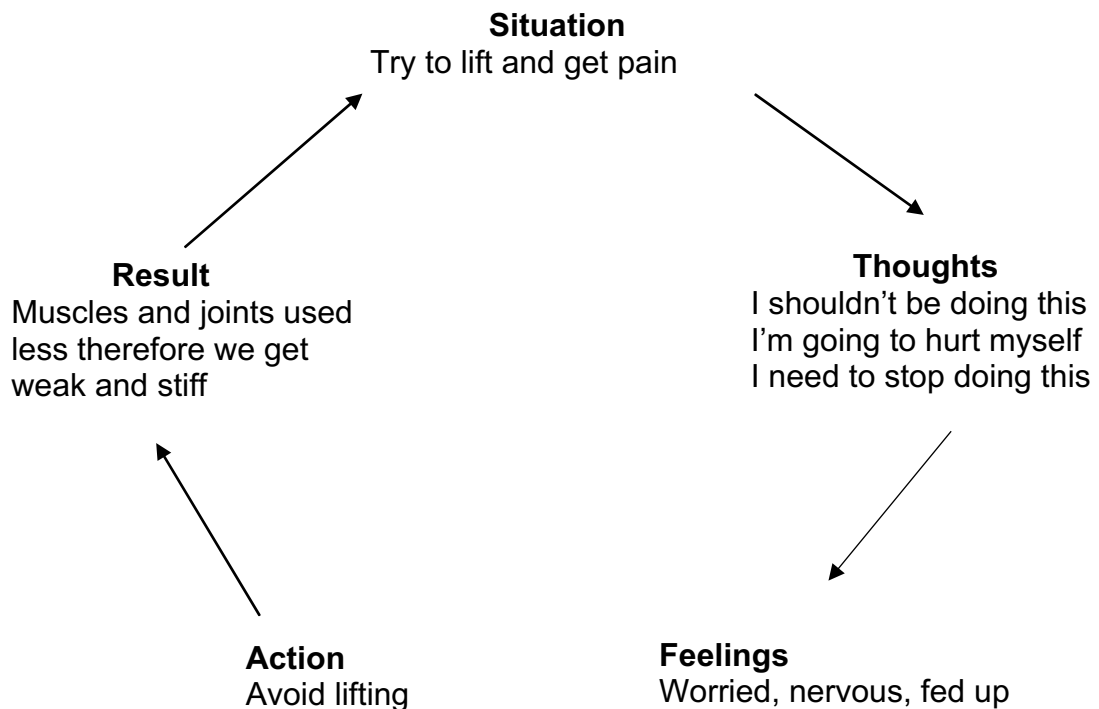 Situation
Try to lift and get pain
Thoughts
I shouldn’t be doing this
I’m going to hurt myself
I need to stop doing this
Feelings
Worried, nervous, fed up
Action
Avoid lifting
Result
Muscles and joints used
less therefore we get
weak and stiff